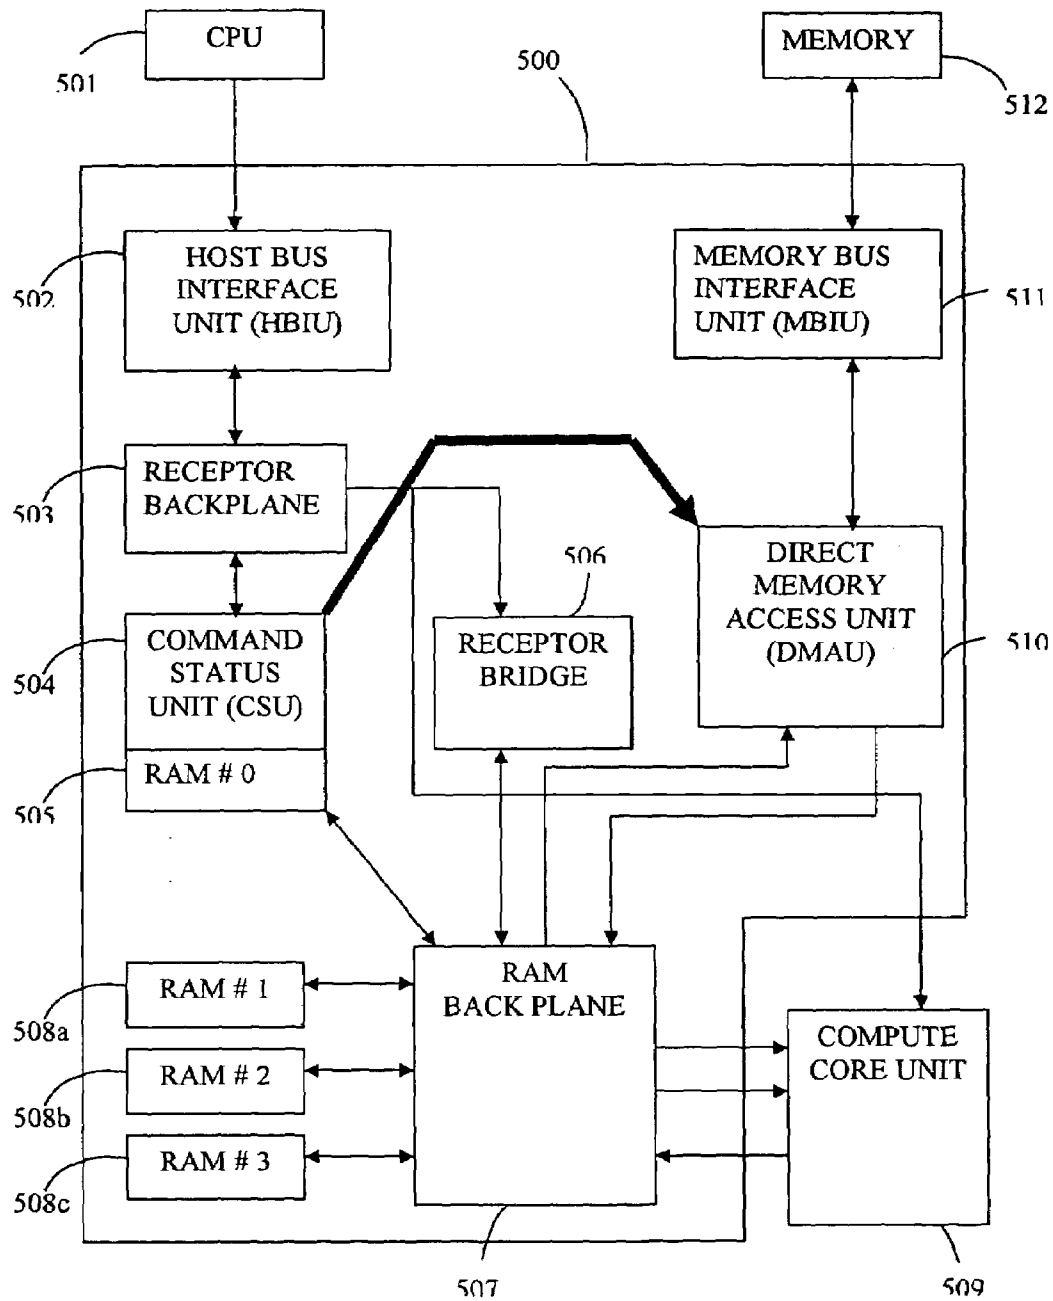 CPU
MEMORY
501
500
512
HOST BUS
INTERFACE
UNIT (HBIU)
MEMORY BUS
INTERFACE
UNIT (MBIU)
502
511
RECEPTOR
BACKPLANE
503
506
DIRECT
MEMORY
ACCESS UNIT
(DMAU)
510
COMMAND
STATUS
UNIT (CSU)
504
RECEPTOR
BRIDGE
RAM # 0
505
RAM
BACK PLANE
RAM # 1
508a
RAM # 2
508b
RAM # 3
508c
COMPUTE
CORE UNIT
507
509